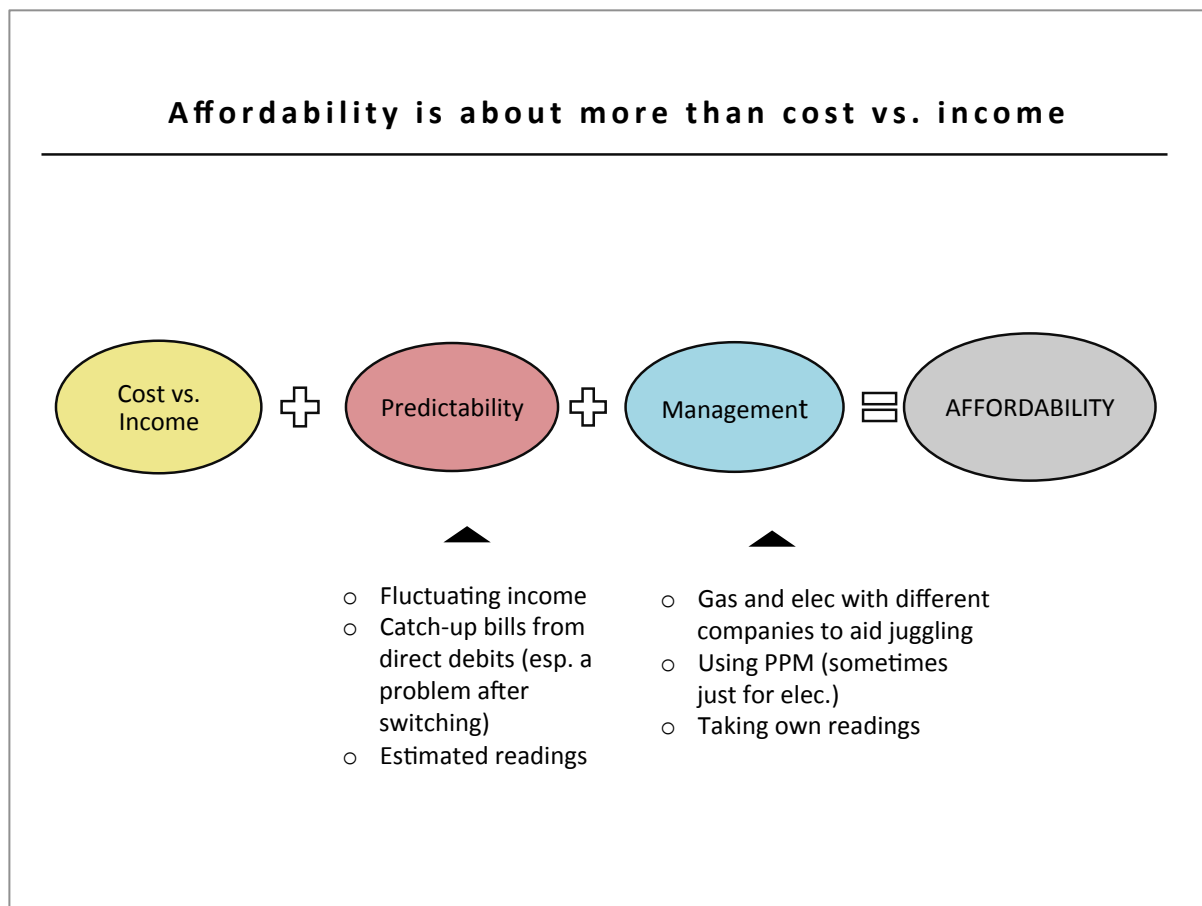 Affordability is about more than cost vs. income
Cost vs.
Income
Predictability
Management
AFFORDABILITY
o Fluctuating income
o Catch-up bills from
direct debits (esp. a
problem after
switching)
o Estimated readings
o Gas and elec with different
companies to aid juggling
o Using PPM (sometimes
just for elec.)
o Taking own readings